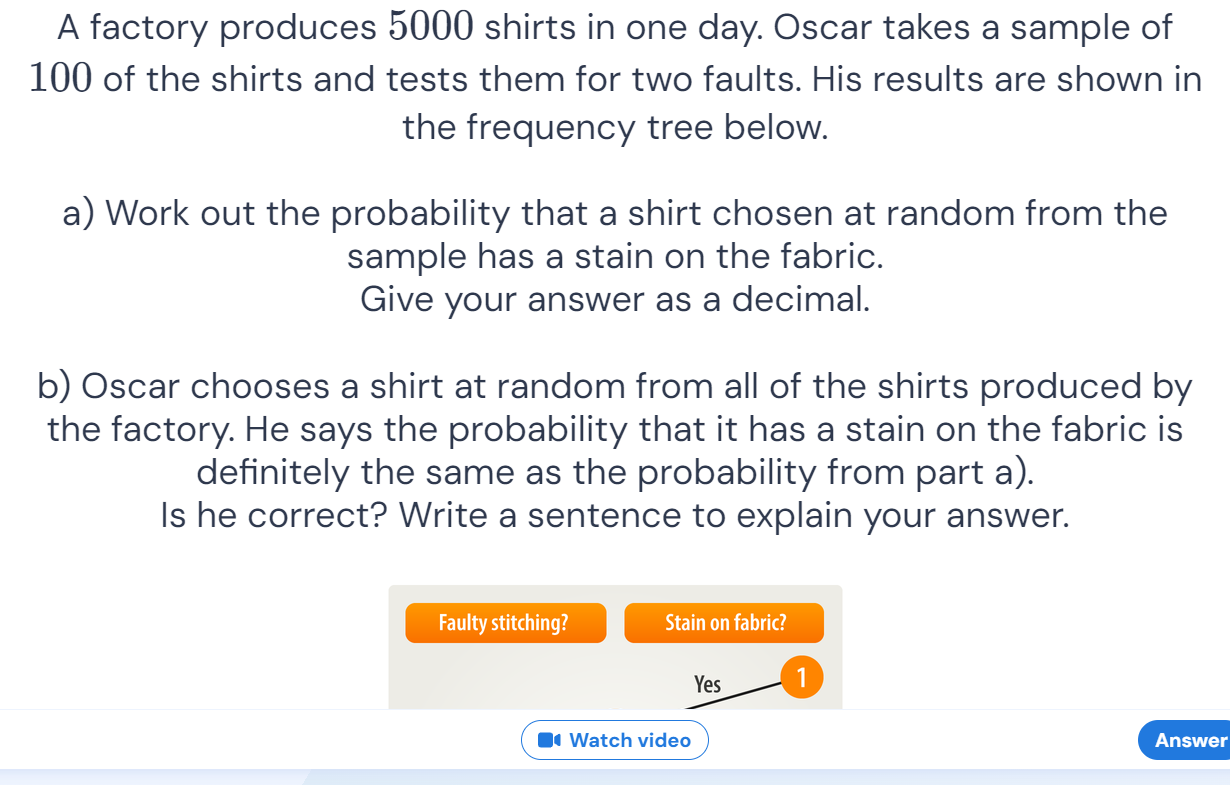 A factory produces 5000 shirts in one day. Oscar takes a sample of
100 of the shirts and tests them for two faults. His results are shown in
the frequency tree below.
a) Work out the probability that a shirt chosen at random from the
sample has a stain on the fabric.
Give your answer as a decimal.
b) Oscar chooses a shirt at random from all of the shirts produced by
the factory. He says the probability that it has a stain on the fabric is
definitely the same as the probability from part a).
Is he correct? Write a sentence to explain your answer.
Faulty stitching? Stain on fabric?
Yes 1
Watch video Answer